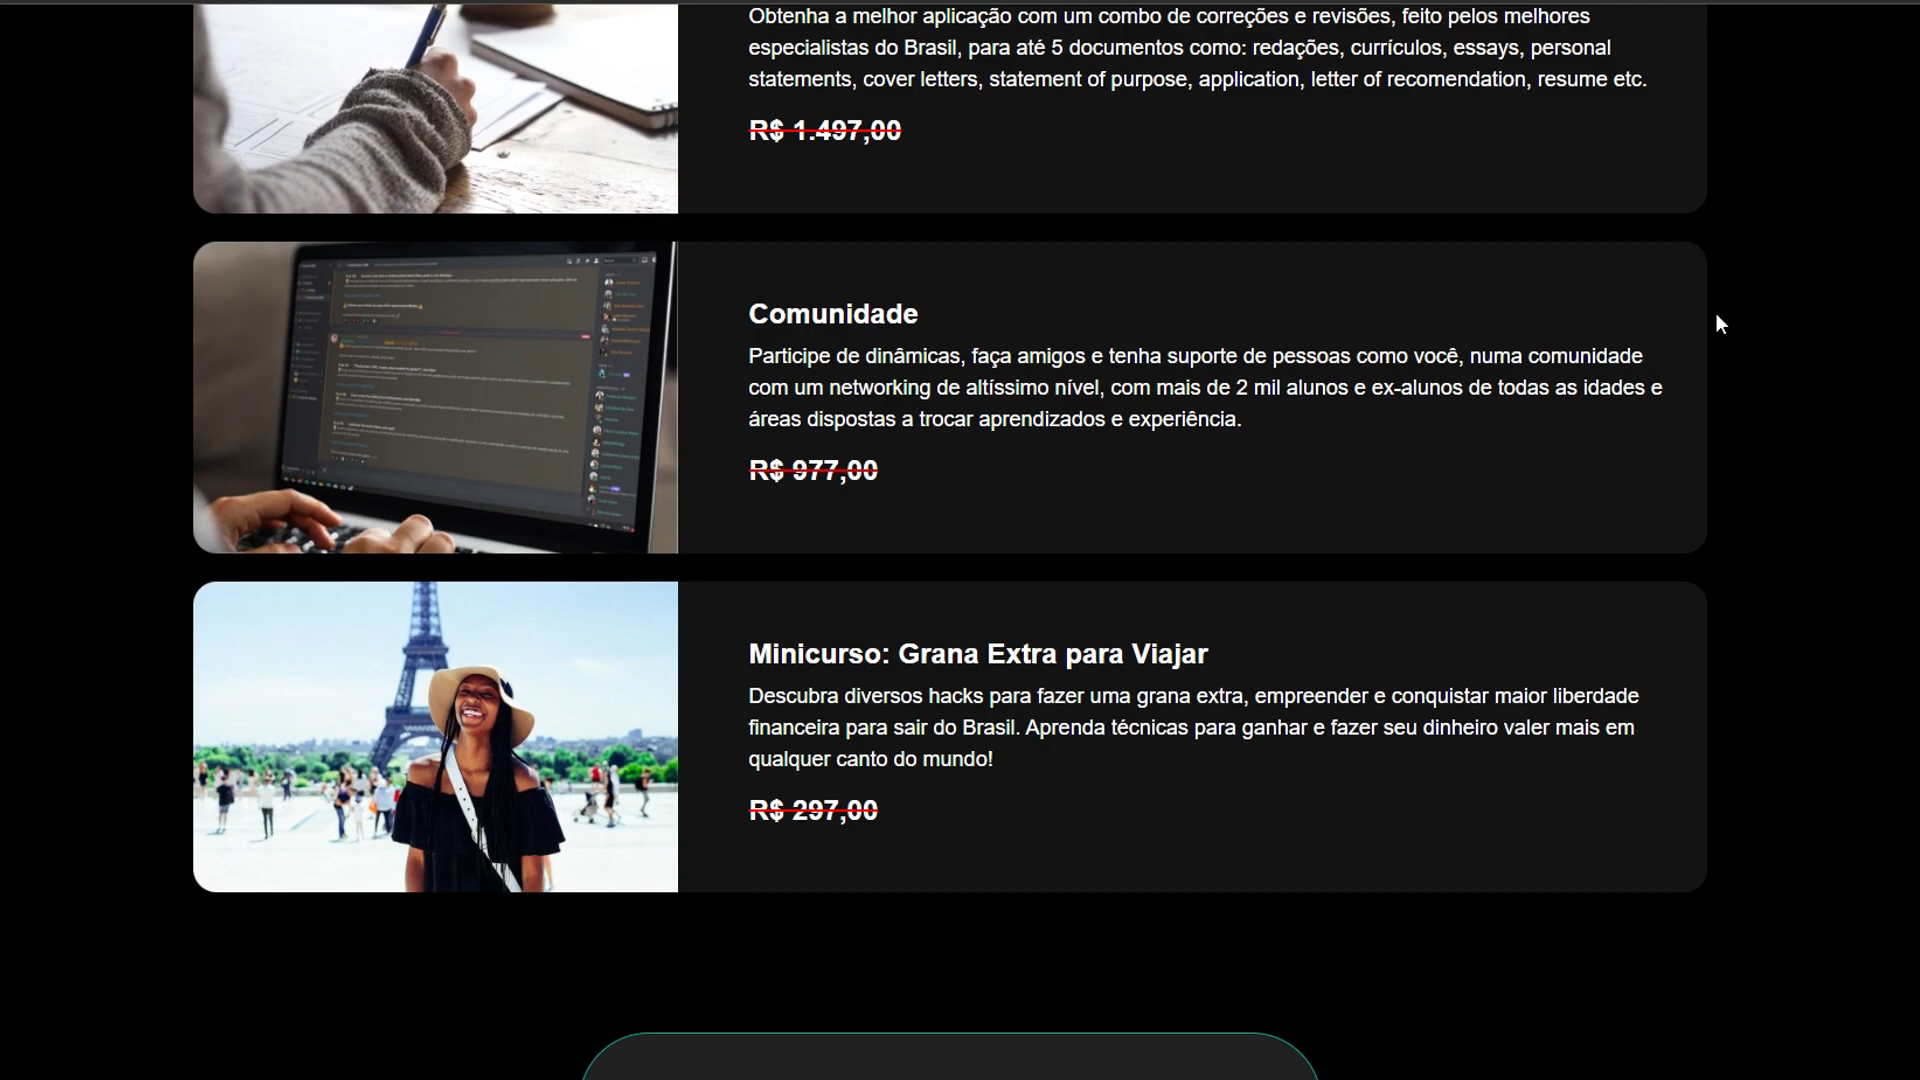 Obtenha a melhor aplicação com um combo de correções e revisões, feito pelos melhores
especialistas do Brasil, para até 5 documentos como: redações, currículos, essays, personal
statements, cover letters, statement of purpose, application, letter of recomendation, resume etc.
R$ 1.497,00
Comunidade
Participe de dinâmicas, faça amigos e tenha suporte de pessoas como você, numa comunidade
com um networking de altíssimo nível, com mais de 2 mil alunos e ex-alunos de todas as idades e
áreas dispostas a trocar aprendizados e experiência.
R$ 977,00
Minicurso: Grana Extra para Viajar
Descubra diversos hacks para fazer uma grana extra, empreender e conquistar maior liberdade
financeira para sair do Brasil. Aprenda técnicas para ganhar e fazer seu dinheiro valer mais em
qualquer canto do mundo!
R$ 297,00